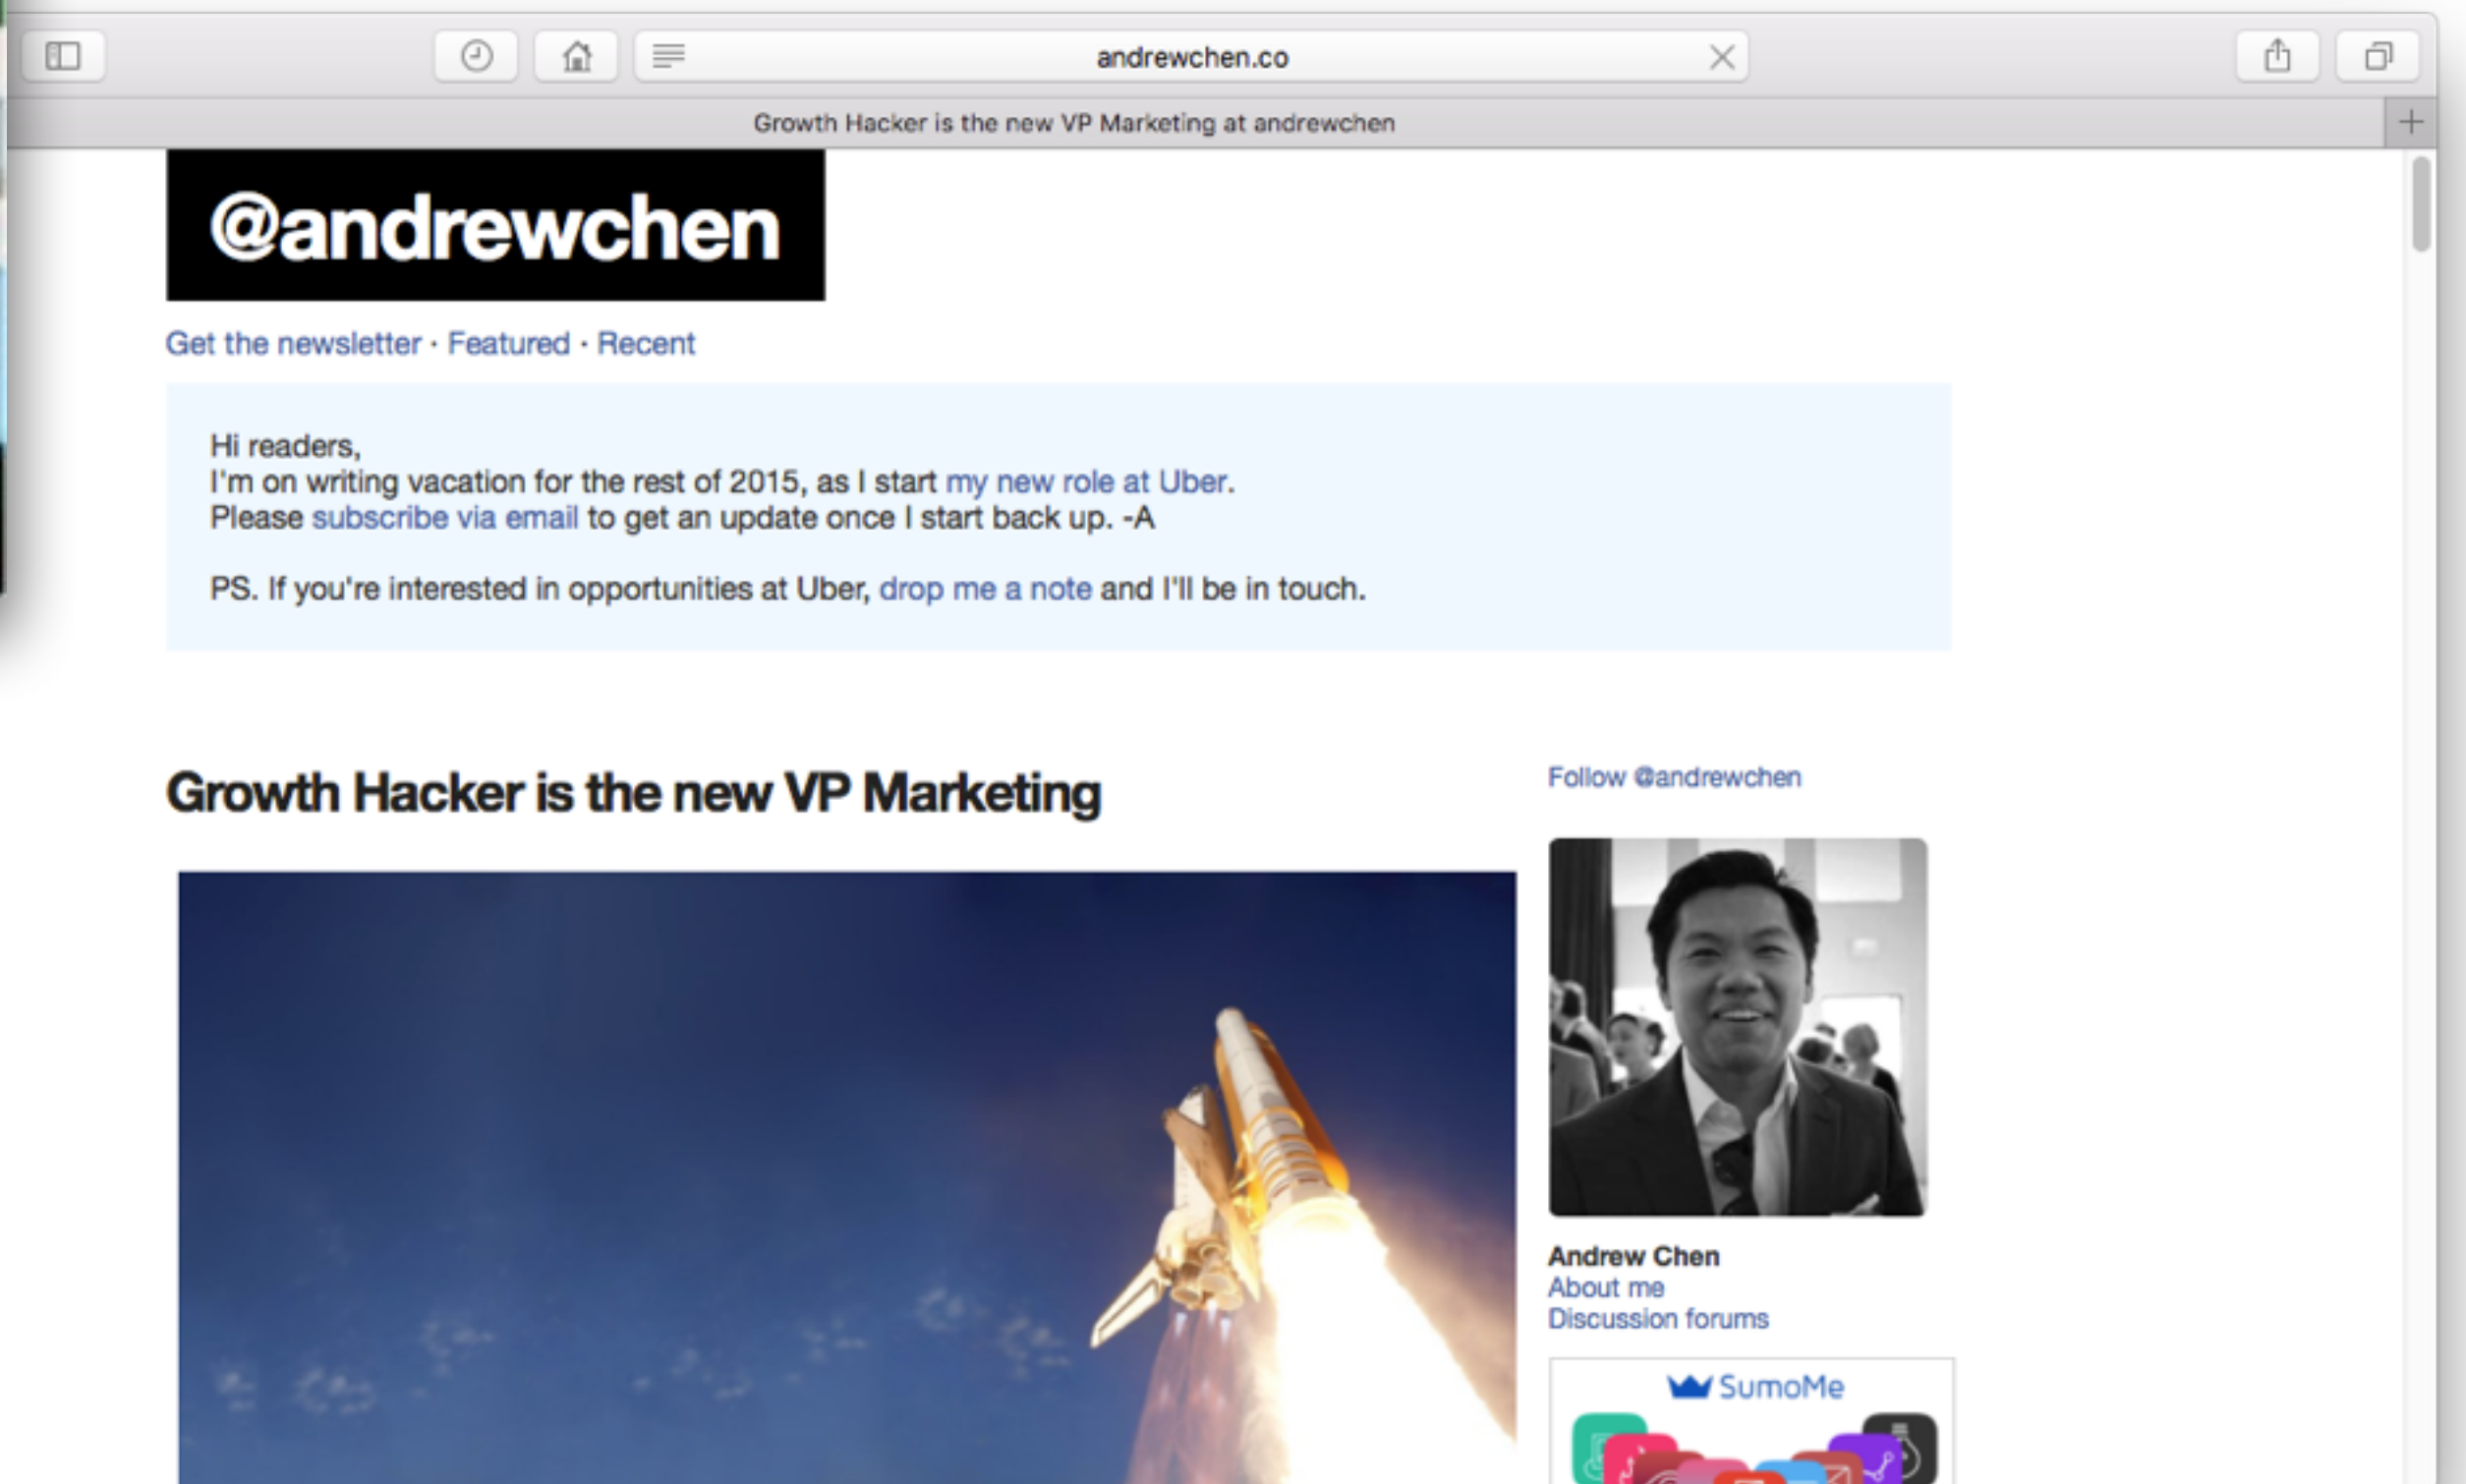 andrewchen.co
Growth Hacker is the new VP Marketing at andrewchen
@andrewchen
Get the newsletter · Featured · Recent
Hi readers,
I'm on writing vacation for the rest of 2015, as I start my new role at Uber.
Please subscribe via email to get an update once I start back up. -A
PS. If you're interested in opportunities at Uber, drop me a note and I'll be in touch.
Growth Hacker is the new VP Marketing
Follow @andrewchen
Andrew Chen
About me
Discussion forums
SumoMe